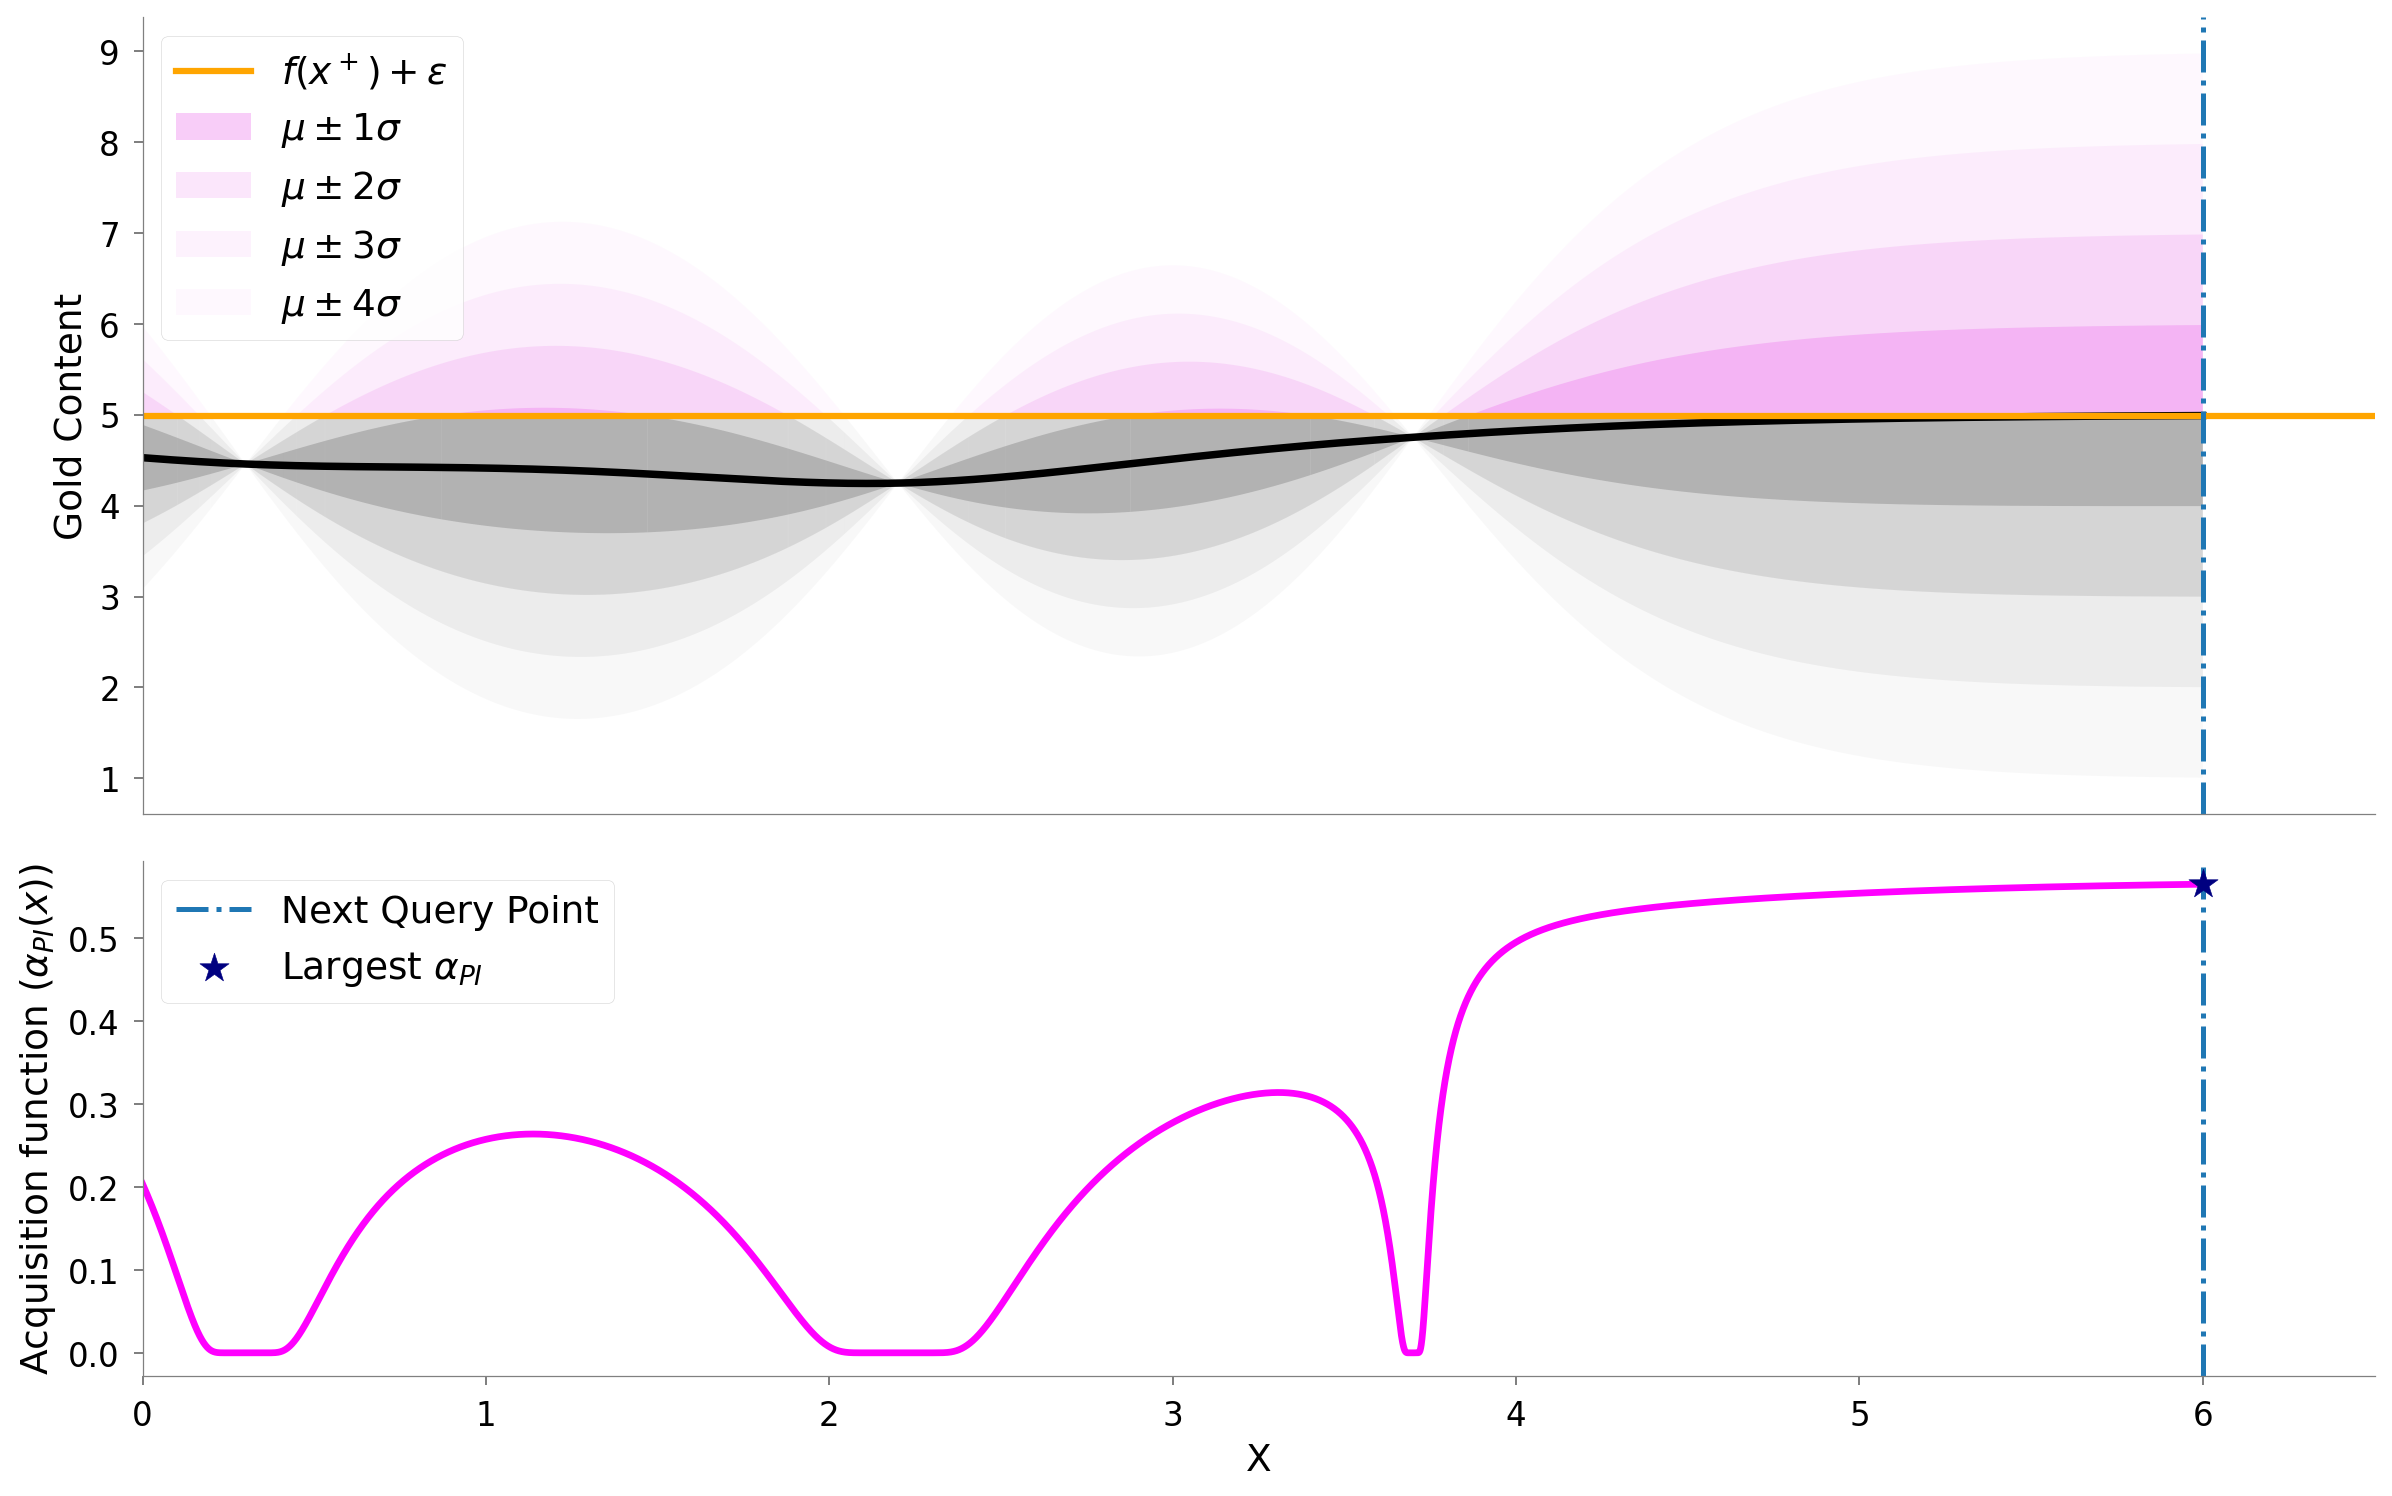 9
8
7
6
5
4
3
2
1
Gold Content
f(x⁺) + ε
μ ± 1σ
μ ± 2σ
μ ± 3σ
μ ± 4σ
Acquisition function (α_PI(x))
0.5
0.4
0.3
0.2
0.1
0.0
Next Query Point
Largest α_PI
0 1 2 3 4 5 6
X